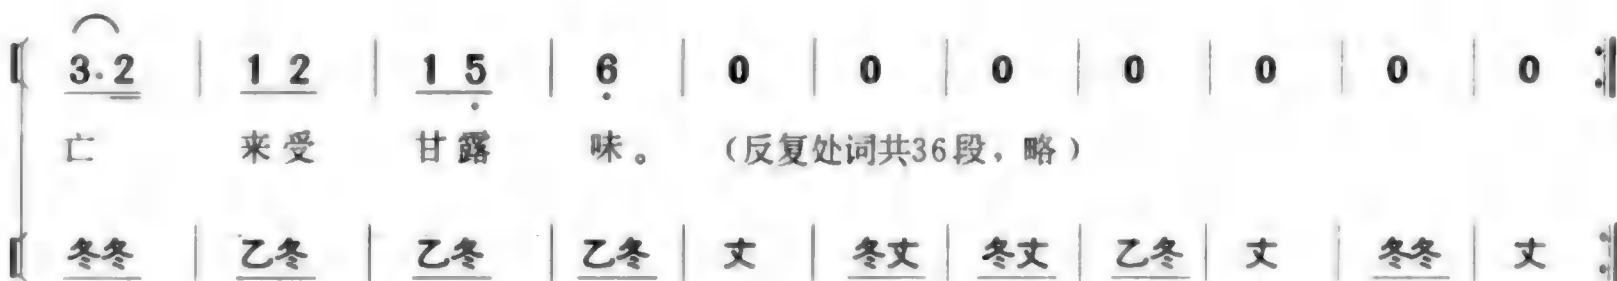 3·2 | 1 2 | 1 5 | 6 | 0 | 0 | 0 | 0 | 0 | 0 | 0
亡 来受 甘露 味。 (反复处词共36段,略)
冬冬 | 乙冬 | 乙冬 | 乙冬 | 丈 | 冬丈 | 冬丈 | 乙冬 | 丈 | 冬冬 | 丈